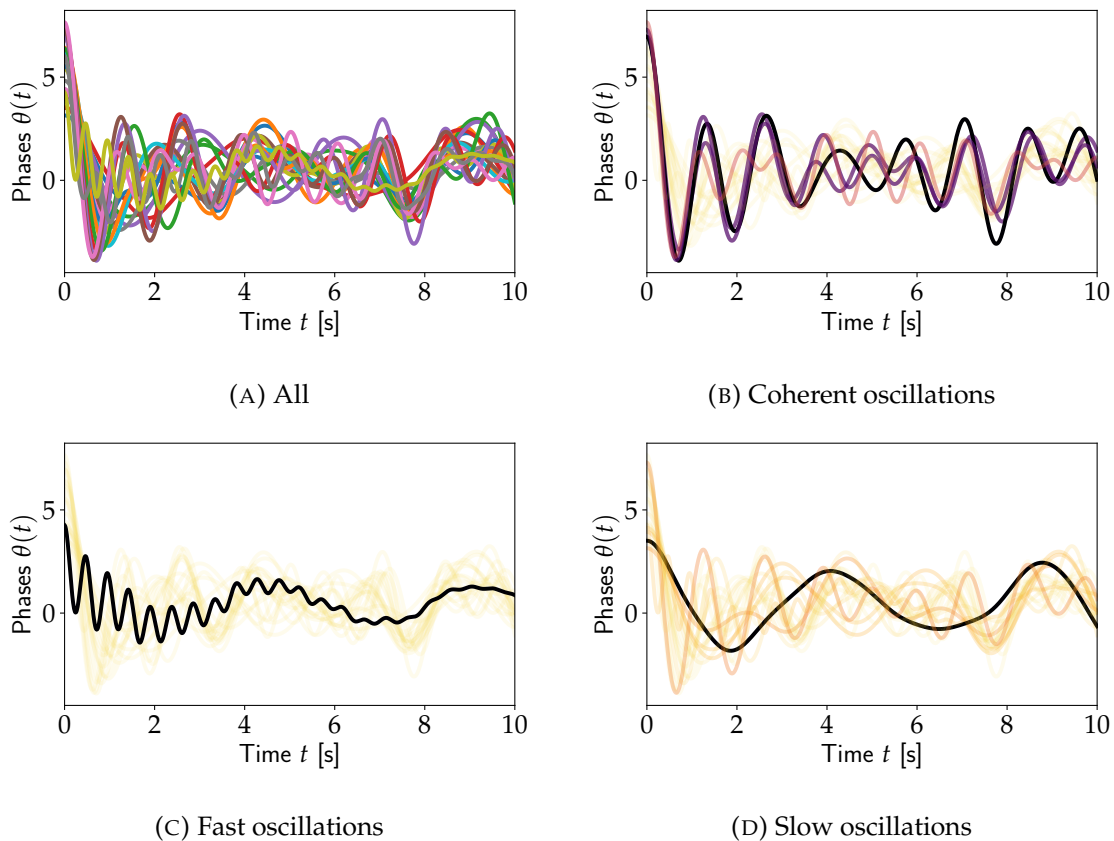 Phases θ(t)
5
0
0 2 4 6 8 10
Time t [s]
(A) All
Phases θ(t)
5
0
0 2 4 6 8 10
Time t [s]
(B) Coherent oscillations
Phases θ(t)
5
0
0 2 4 6 8 10
Time t [s]
(C) Fast oscillations
Phases θ(t)
5
0
0 2 4 6 8 10
Time t [s]
(D) Slow oscillations